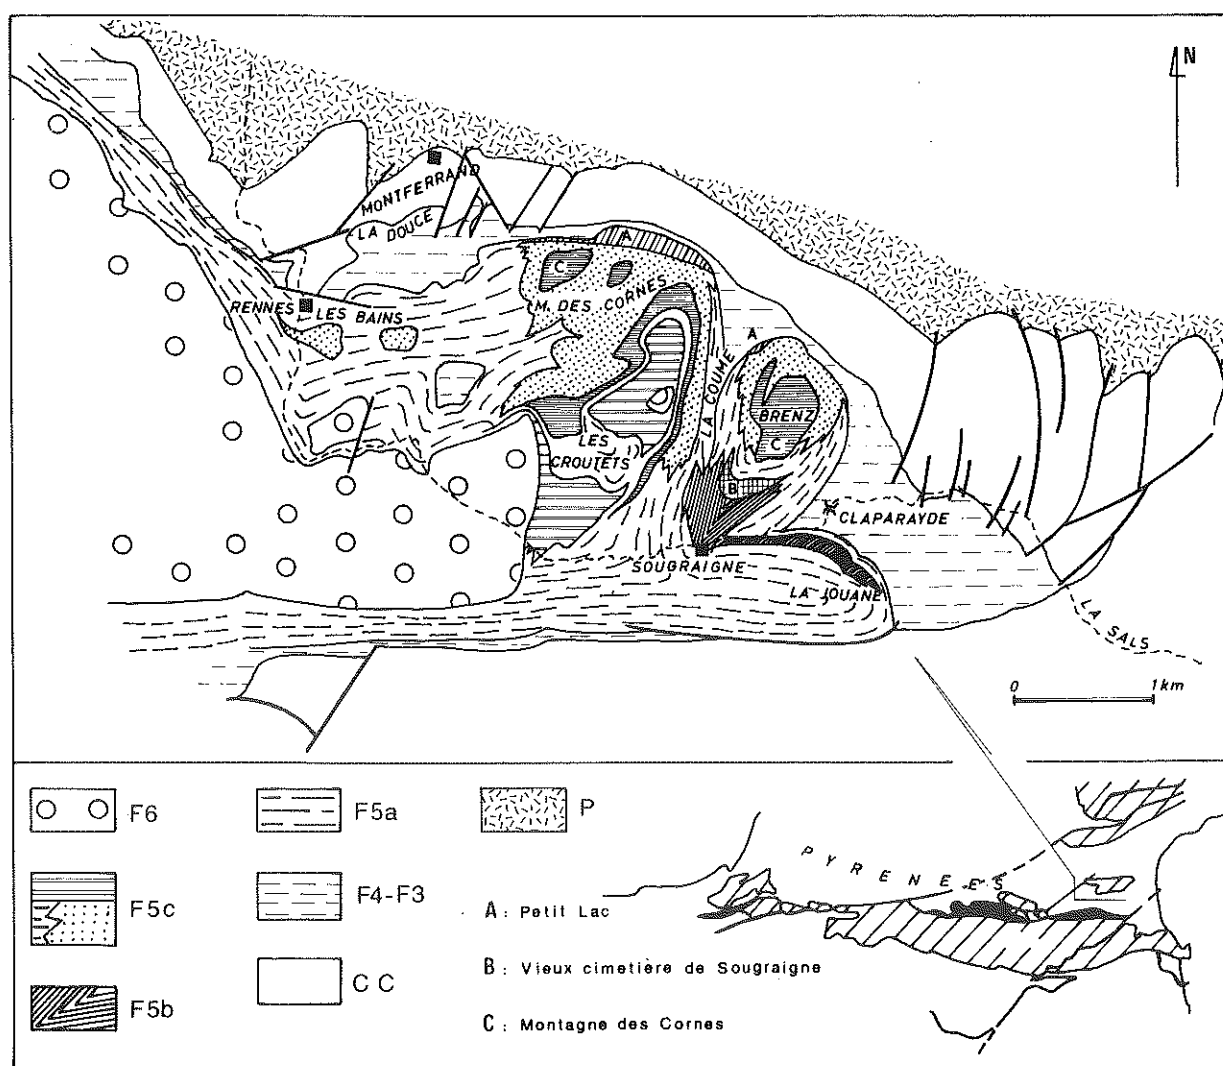 N
MONTFERRAND
LA DOUCE
A
C
M. DES CORNES
RENNES
LES BAINS
LA COUME
A
BRENZ
C
LES
CROUTETS
B
CLAPARAYDE
SOUGRAIGNE
LA JOUANE
LA SALS
0 1km
F6
F5a
P
F5c
F4-F3
F5b
CC
PYRENEES
A : Petit Lac
B : Vieux cimetière de Sougraigne
C : Montagne des Cornes